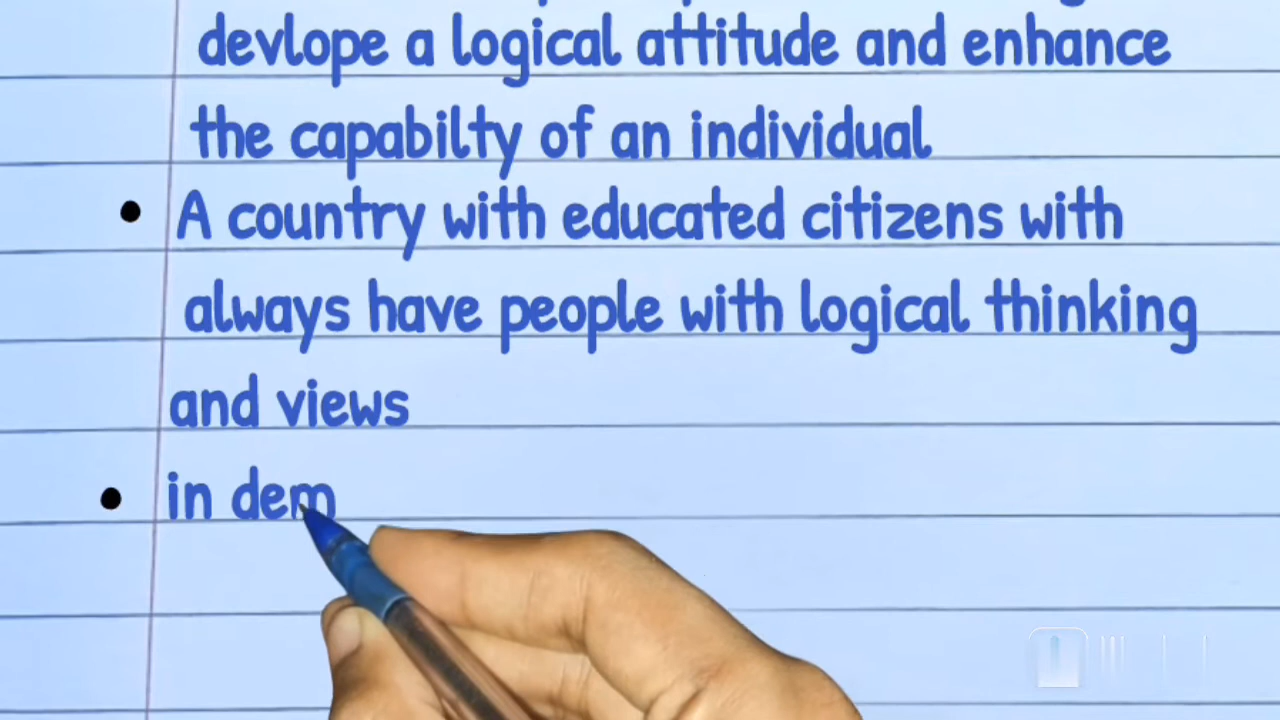 devlope a logical attitude and enhance
the capabilty of an individual
A country with educated citizens with
always have people with logical thinking
and views
in dem